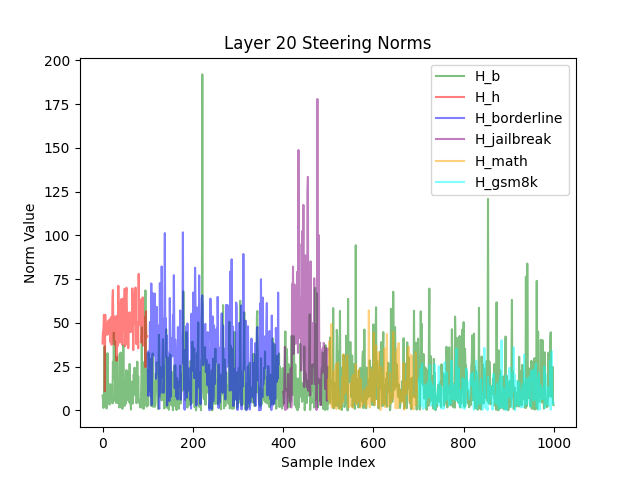 Layer 20 Steering Norms
200
175
150
125
100
75
50
25
0
Norm Value
H_b
H_h
H_borderline
H_jailbreak
H_math
H_gsm8k
0 200 400 600 800 1000
Sample Index